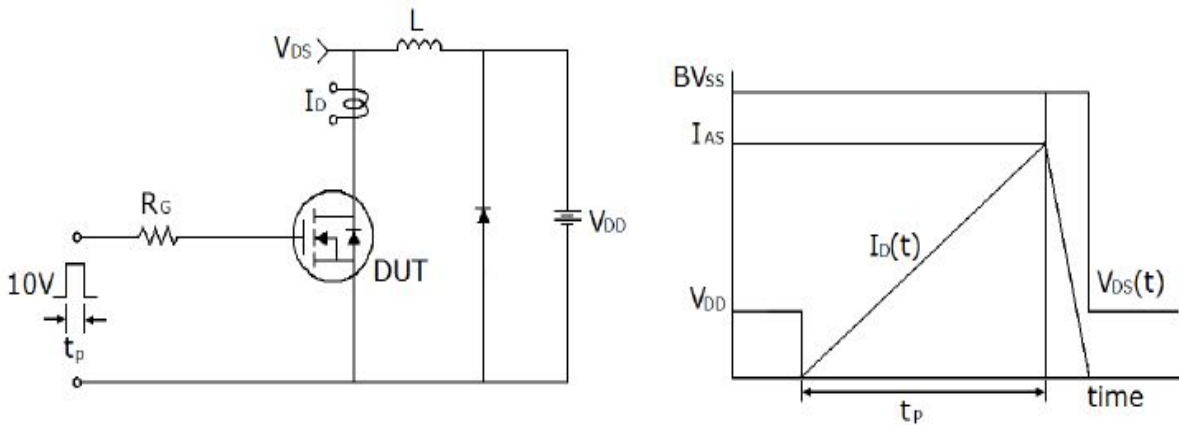 L
VDS
ID
RG
DUT
VDD
10V
tp
BVSS
IAS
ID(t)
VDD
VDS(t)
tP
time